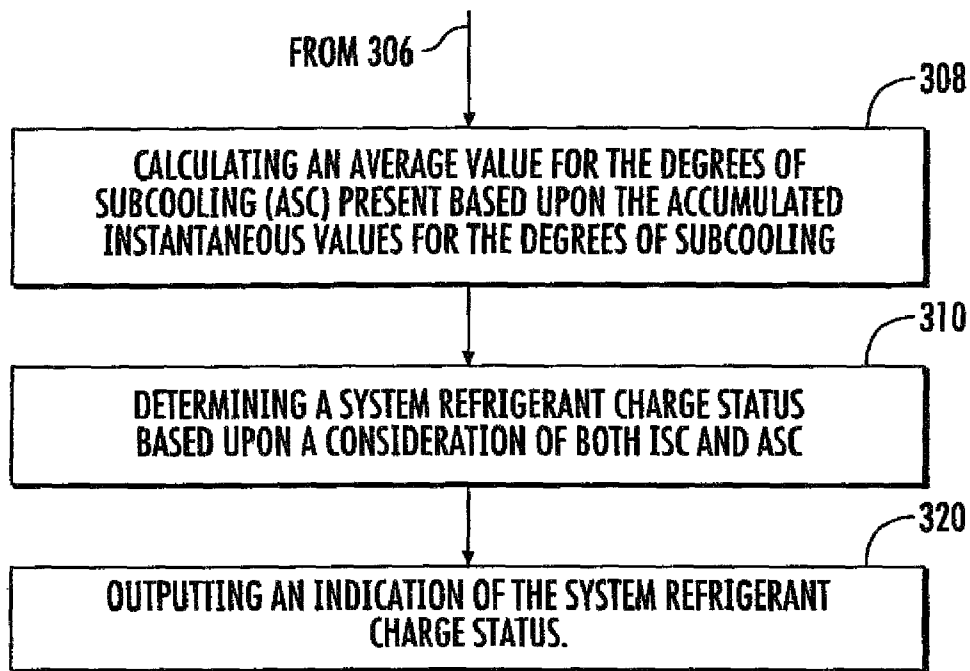 FROM 306
308
CALCULATING AN AVERAGE VALUE FOR THE DEGREES OF
SUBCOOLING (ASC) PRESENT BASED UPON THE ACCUMULATED
INSTANTANEOUS VALUES FOR THE DEGREES OF SUBCOOLING
310
DETERMINING A SYSTEM REFRIGERANT CHARGE STATUS
BASED UPON A CONSIDERATION OF BOTH ISC AND ASC
320
OUTPUTTING AN INDICATION OF THE SYSTEM REFRIGERANT
CHARGE STATUS.